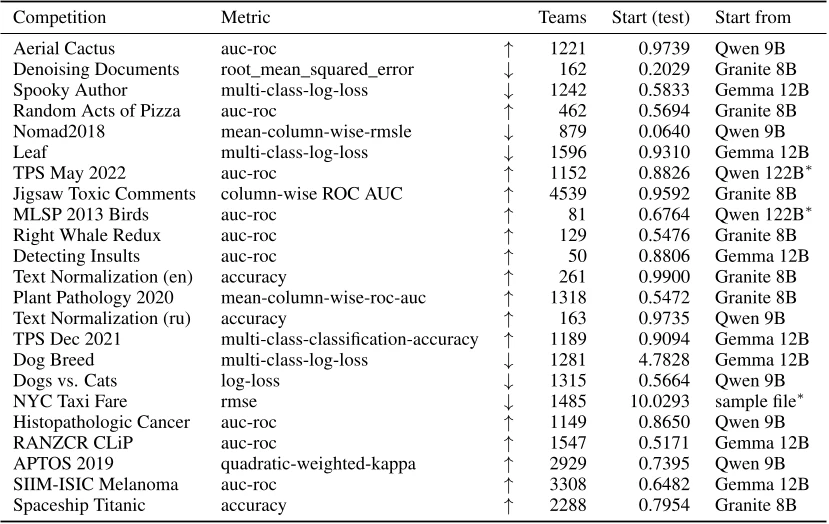 Competition Metric Teams Start (test) Start from
Aerial Cactus auc-roc ↑ 1221 0.9739 Qwen 9B
Denoising Documents root_mean_squared_error ↓ 162 0.2029 Granite 8B
Spooky Author multi-class-log-loss ↓ 1242 0.5833 Gemma 12B
Random Acts of Pizza auc-roc ↑ 462 0.5694 Granite 8B
Nomad2018 mean-column-wise-rmsle ↓ 879 0.0640 Qwen 9B
Leaf multi-class-log-loss ↓ 1596 0.9310 Gemma 12B
TPS May 2022 auc-roc ↑ 1152 0.8826 Qwen 122B*
Jigsaw Toxic Comments column-wise ROC AUC ↑ 4539 0.9592 Granite 8B
MLSP 2013 Birds auc-roc ↑ 81 0.6764 Qwen 122B*
Right Whale Redux auc-roc ↑ 129 0.5476 Granite 8B
Detecting Insults auc-roc ↑ 50 0.8806 Gemma 12B
Text Normalization (en) accuracy ↑ 261 0.9900 Granite 8B
Plant Pathology 2020 mean-column-wise-roc-auc ↑ 1318 0.5472 Granite 8B
Text Normalization (ru) accuracy ↑ 163 0.9735 Qwen 9B
TPS Dec 2021 multi-class-classification-accuracy ↑ 1189 0.9094 Gemma 12B
Dog Breed multi-class-log-loss ↓ 1281 4.7828 Gemma 12B
Dogs vs. Cats log-loss ↓ 1315 0.5664 Qwen 9B
NYC Taxi Fare rmse ↓ 1485 10.0293 sample file*
Histopathologic Cancer auc-roc ↑ 1149 0.8650 Qwen 9B
RANZCR CLiP auc-roc ↑ 1547 0.5171 Gemma 12B
APTOS 2019 quadratic-weighted-kappa ↑ 2929 0.7395 Qwen 9B
SIIM-ISIC Melanoma auc-roc ↑ 3308 0.6482 Gemma 12B
Spaceship Titanic accuracy ↑ 2288 0.7954 Granite 8B